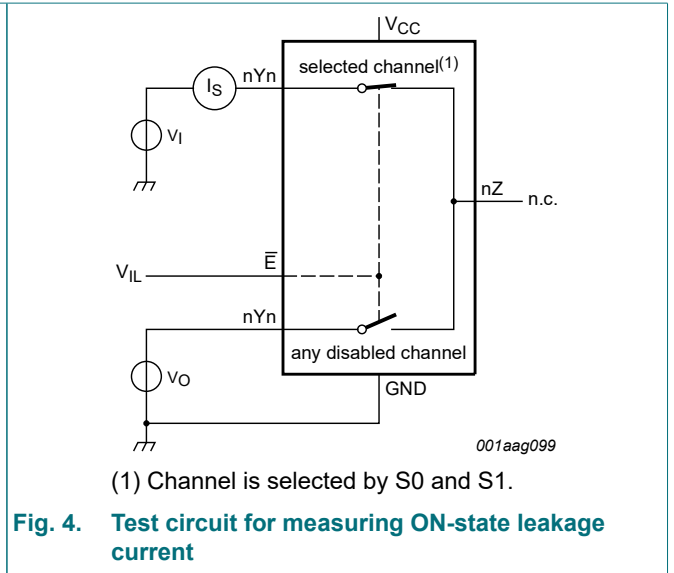 VCC
selected channel(1)
IS
nYn
VI
nZ
n.c.
E̅
VIL
nYn
any disabled channel
VO
GND
001aag099
(1) Channel is selected by S0 and S1.
Fig. 4. Test circuit for measuring ON-state leakage
current